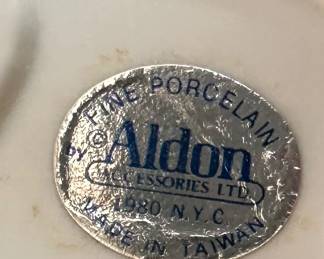 FINE PORCELAIN
by © Aldon
ACCESSORIES LTD.
1980 N.Y.C
MADE IN TAIWAN